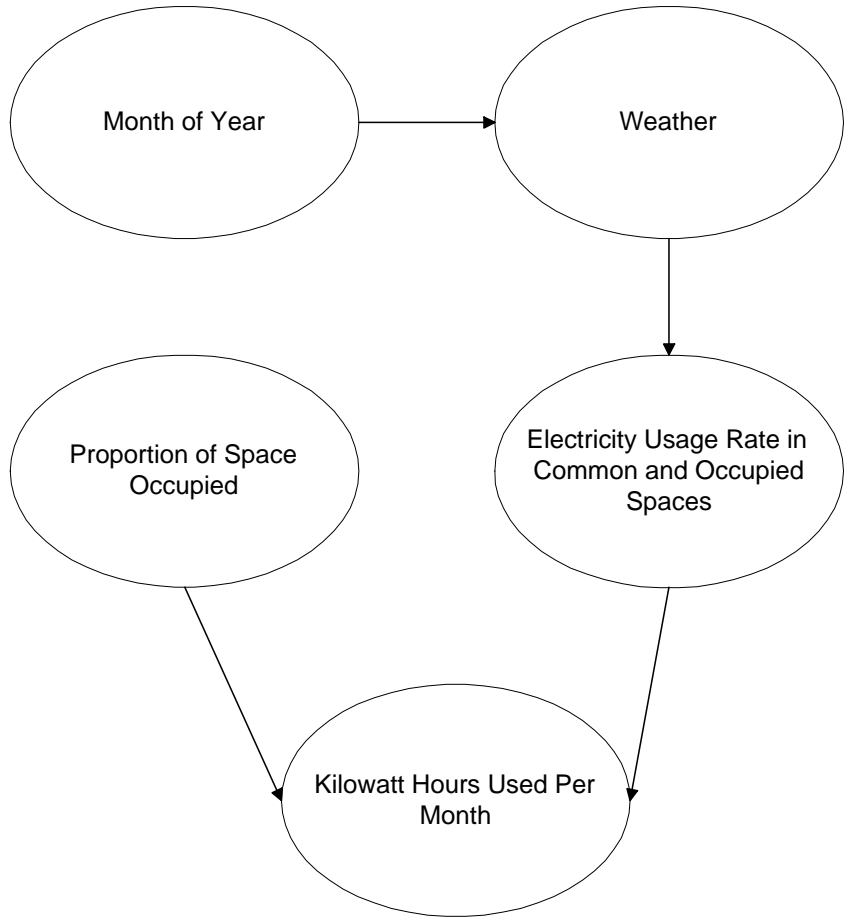 Month of Year
Weather
Proportion of Space
Occupied
Electricity Usage Rate in
Common and Occupied
Spaces
Kilowatt Hours Used Per
Month